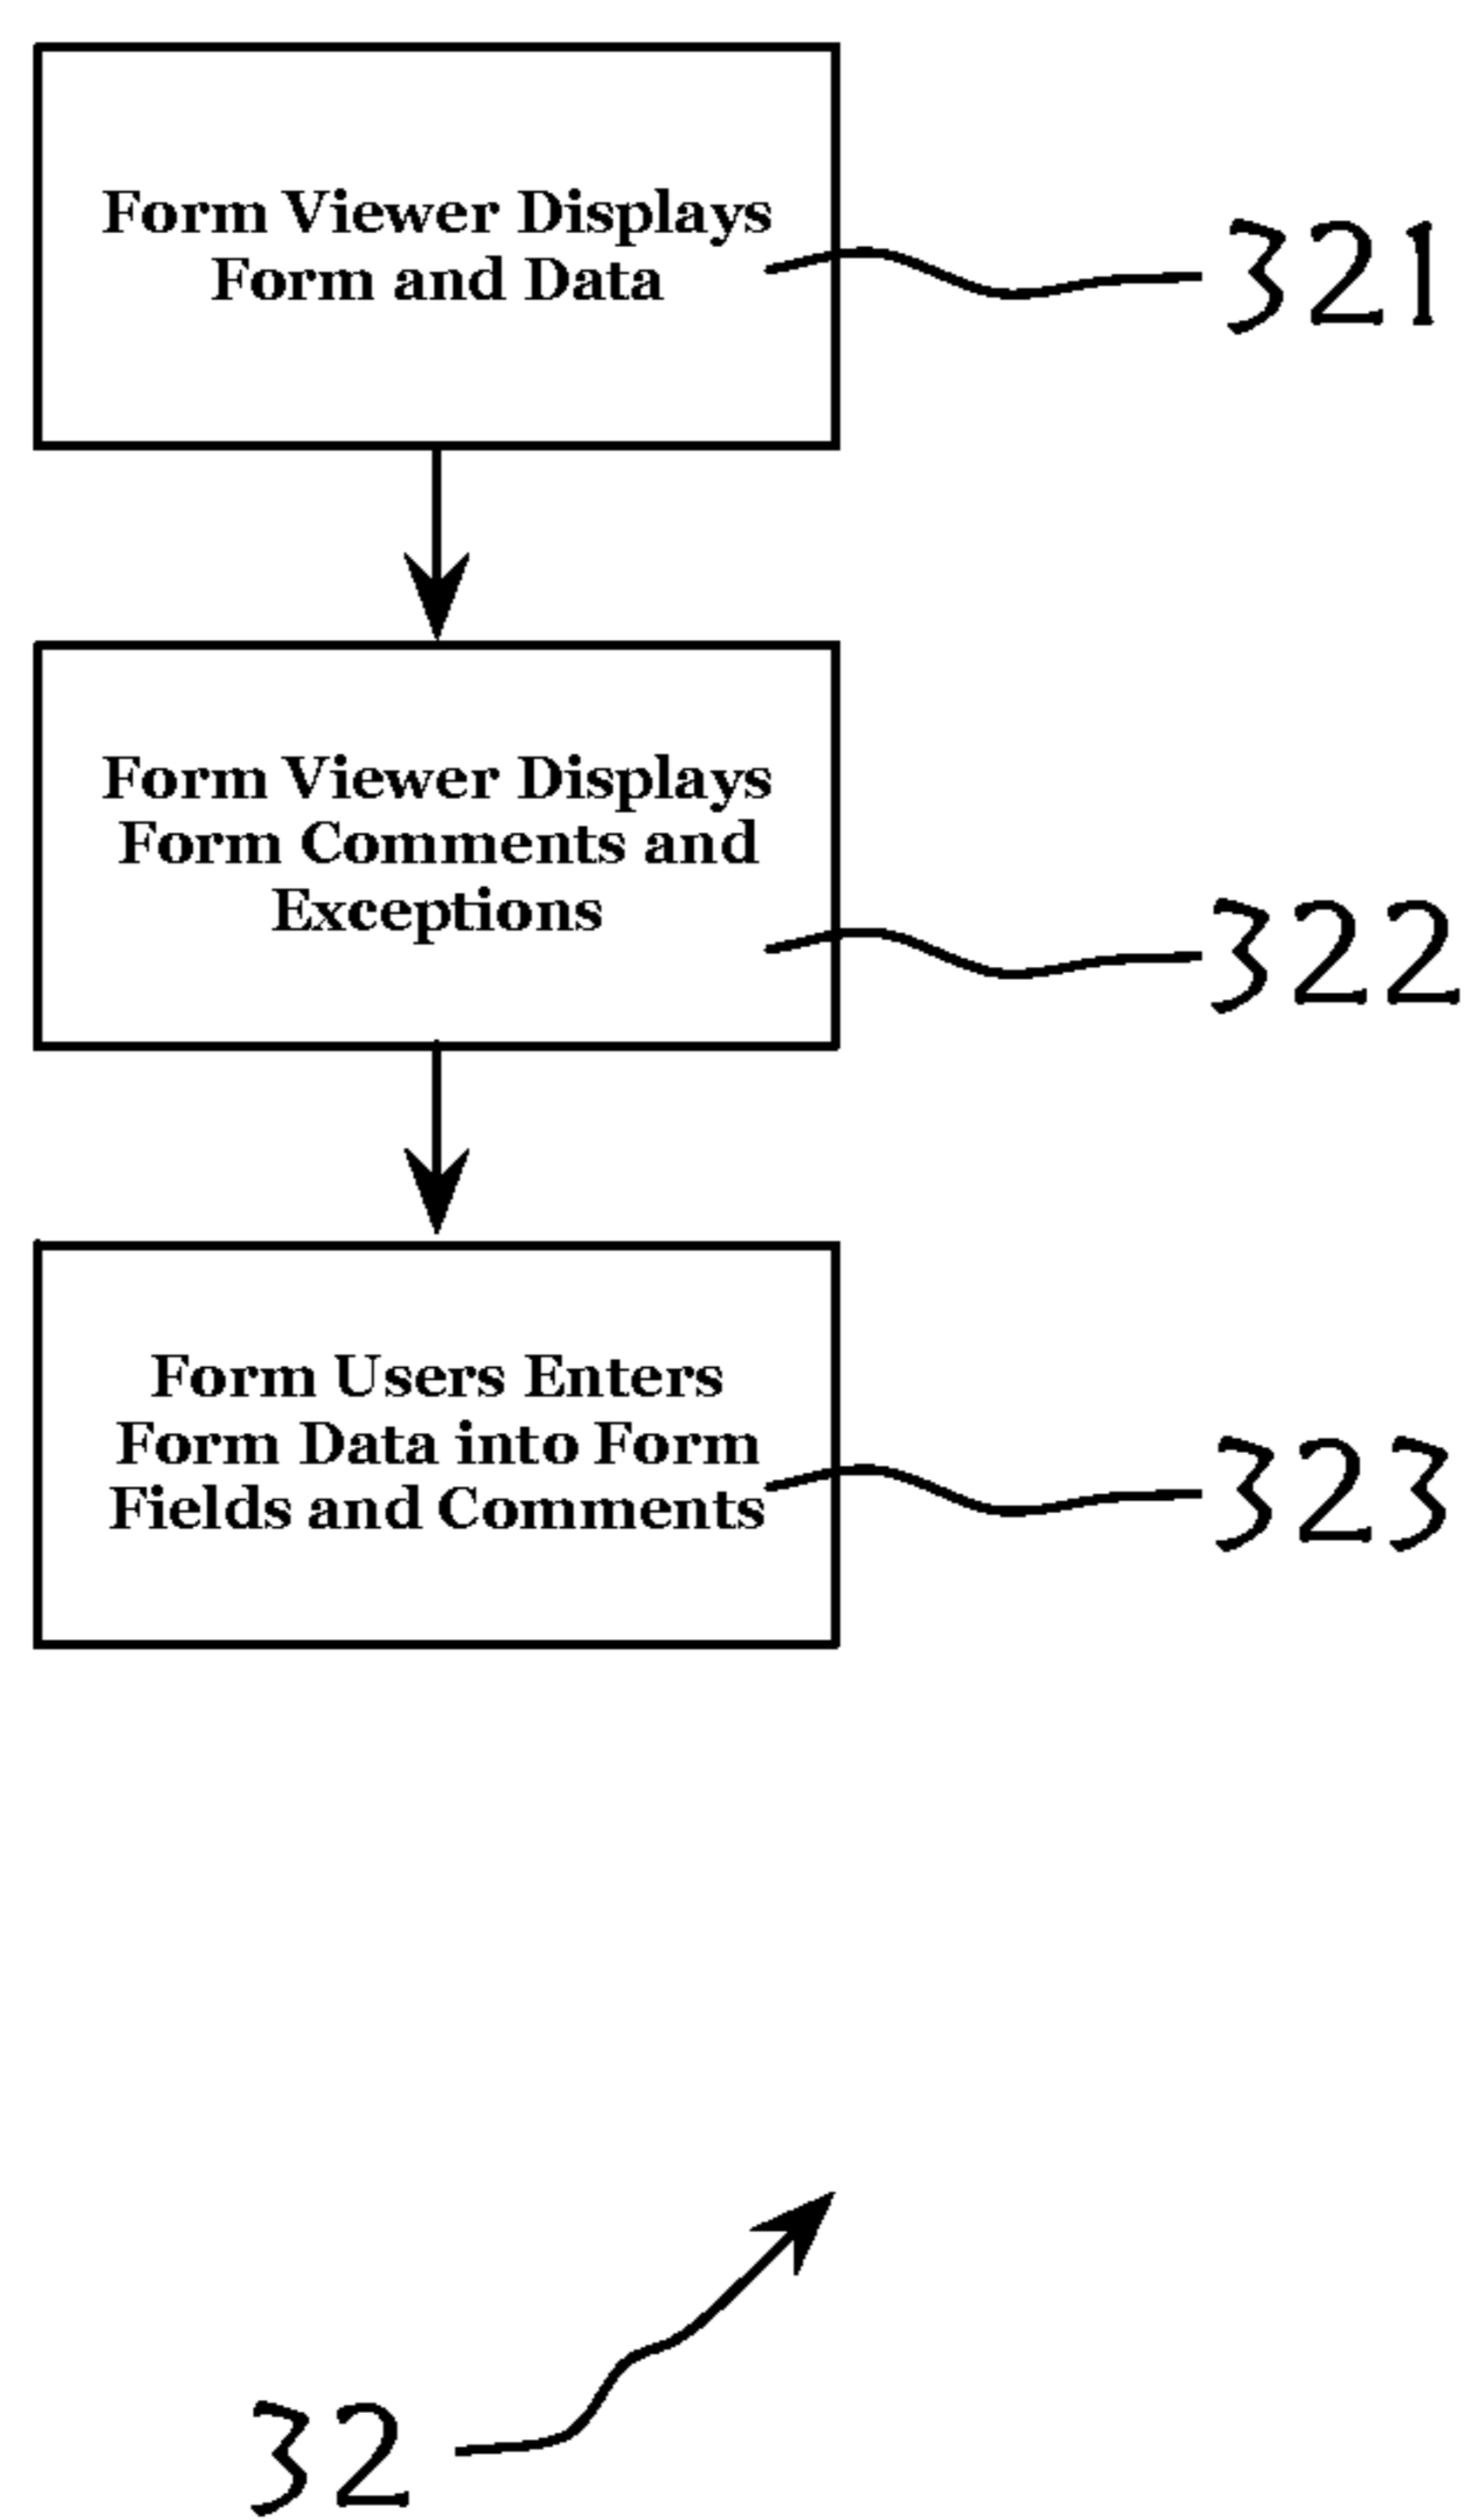 Form Viewer Displays
Form and Data
321
Form Viewer Displays
Form Comments and
Exceptions
322
Form Users Enters
Form Data into Form
Fields and Comments
323
32